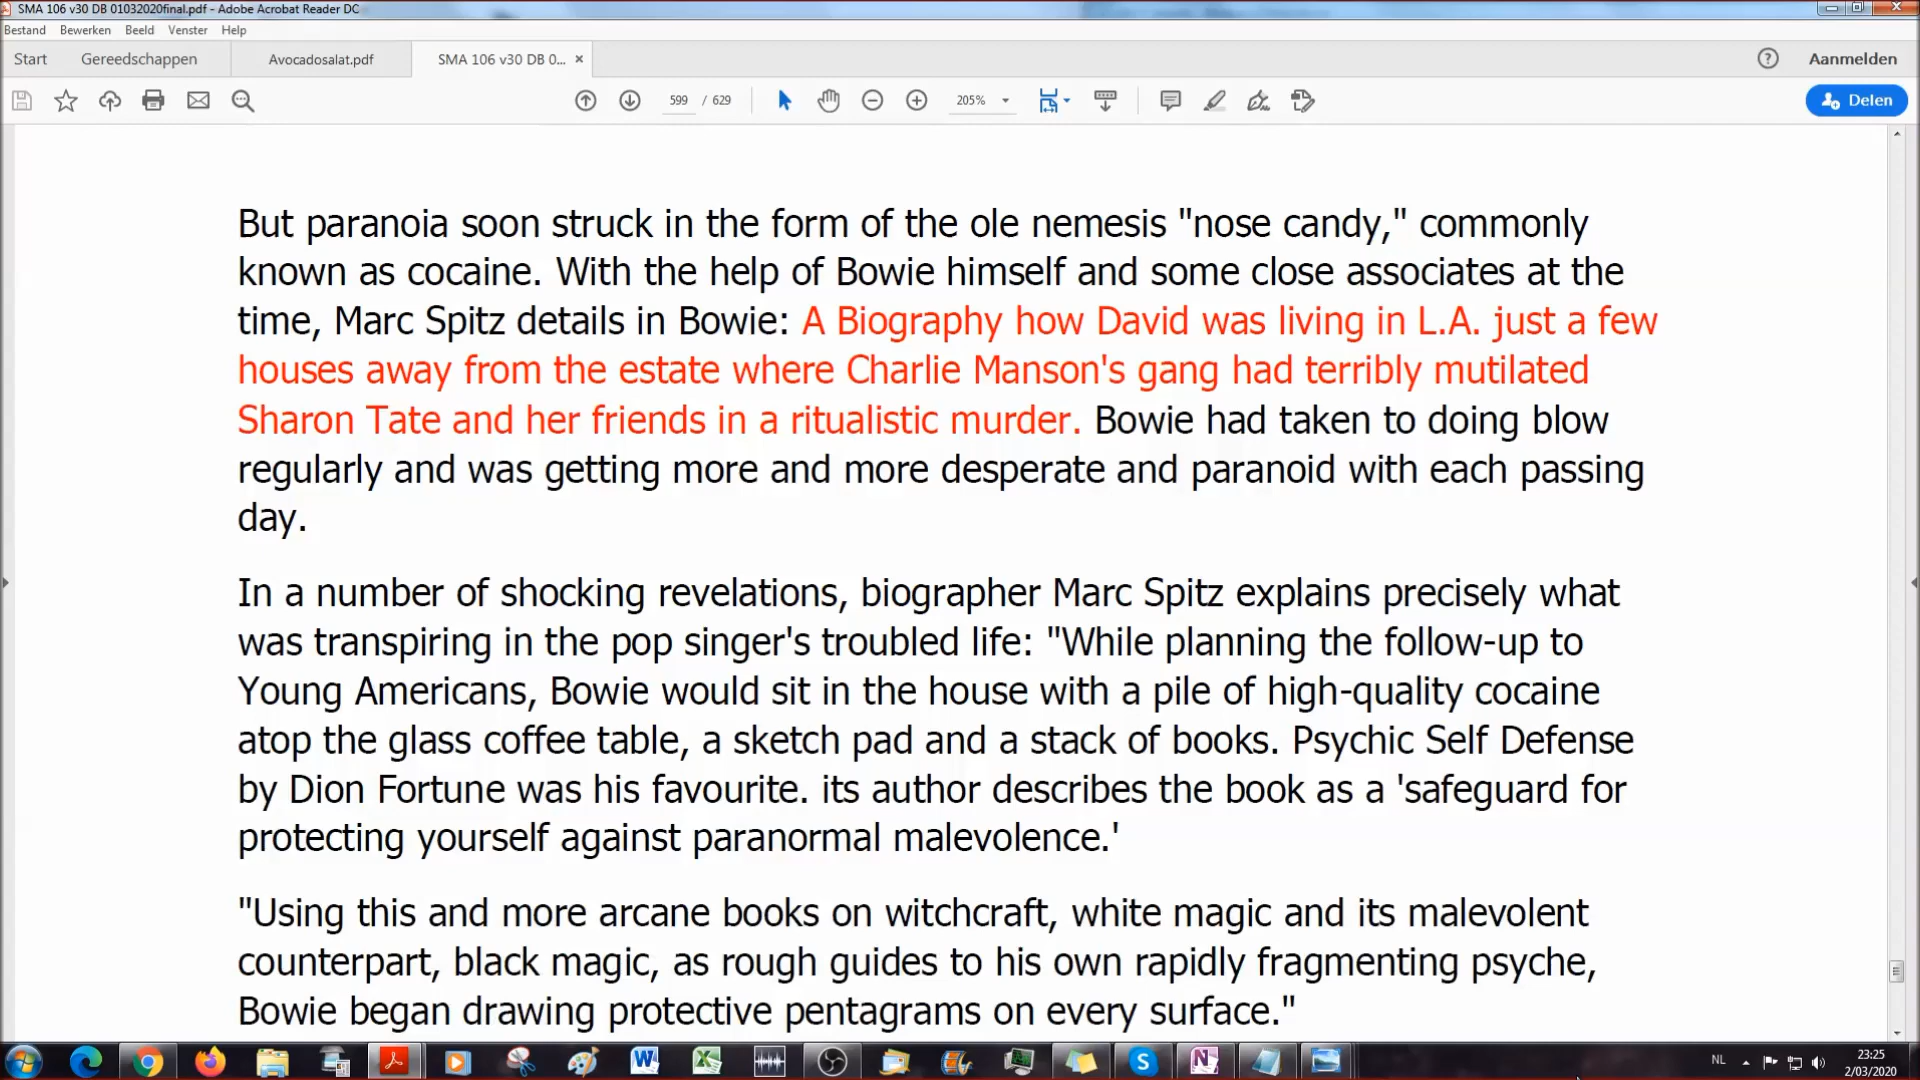 SMA 106 v30 DB 01032020final.pdf - Adobe Acrobat Reader DC
Bestand Bewerken Beeld Venster Help
Start Gereedschappen Avocadosalat.pdf SMA 106 v30 DB 0... Aanmelden
599 / 629 205% Delen
But paranoia soon struck in the form of the ole nemesis "nose candy," commonly
known as cocaine. With the help of Bowie himself and some close associates at the
time, Marc Spitz details in Bowie: A Biography how David was living in L.A. just a few
houses away from the estate where Charlie Manson's gang had terribly mutilated
Sharon Tate and her friends in a ritualistic murder. Bowie had taken to doing blow
regularly and was getting more and more desperate and paranoid with each passing
day.
In a number of shocking revelations, biographer Marc Spitz explains precisely what
was transpiring in the pop singer's troubled life: "While planning the follow-up to
Young Americans, Bowie would sit in the house with a pile of high-quality cocaine
atop the glass coffee table, a sketch pad and a stack of books. Psychic Self Defense
by Dion Fortune was his favourite. its author describes the book as a 'safeguard for
protecting yourself against paranormal malevolence.'
"Using this and more arcane books on witchcraft, white magic and its malevolent
counterpart, black magic, as rough guides to his own rapidly fragmenting psyche,
Bowie began drawing protective pentagrams on every surface."
NL 23:25
2/03/2020